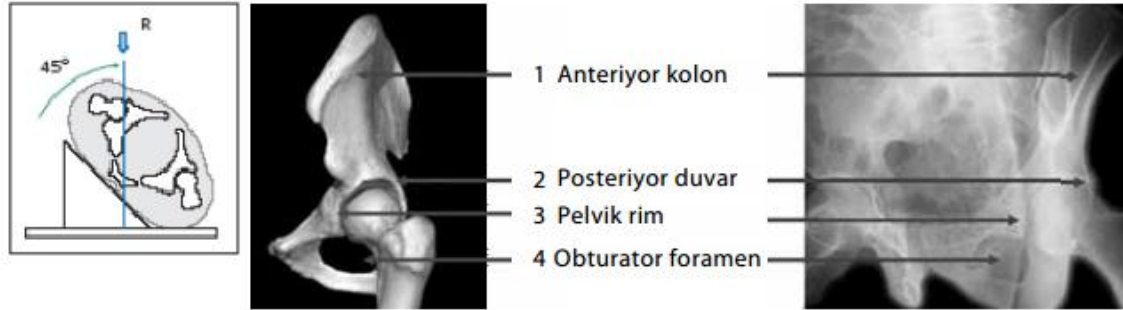 R
45°
1 Anteriyor kolon
2 Posteriyor duvar
3 Pelvik rim
4 Obturator foramen